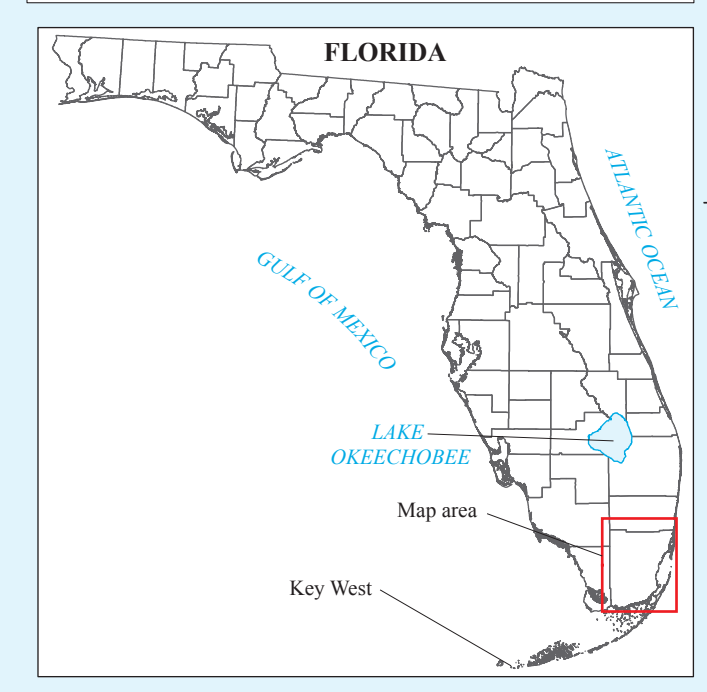 FLORIDA
ATLANTIC OCEAN
GULF OF MEXICO
LAKE
OKEECHOBEE
Map area
Key West